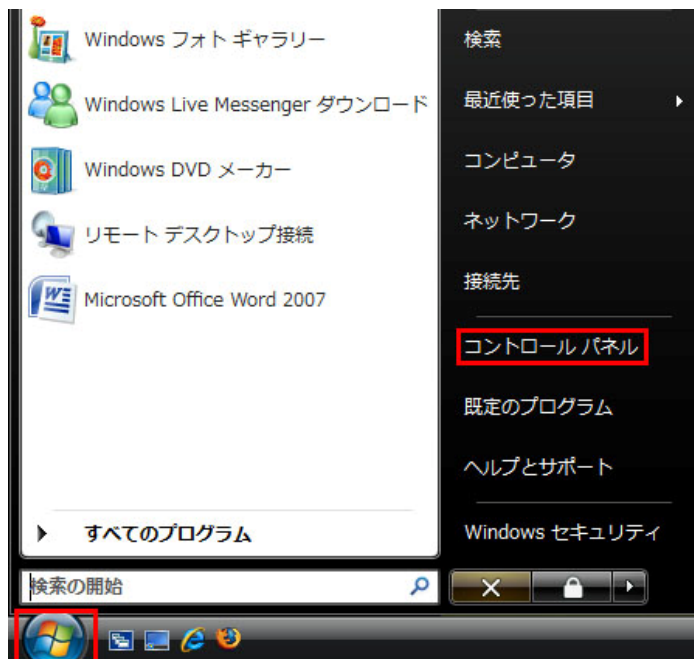 Windows フォト ギャラリー
Windows Live Messenger ダウンロード
Windows DVD メーカー
リモート デスクトップ接続
Microsoft Office Word 2007
すべてのプログラム
検索の開始
検索
最近使った項目
コンピュータ
ネットワーク
接続先
コントロール パネル
既定のプログラム
ヘルプとサポート
Windows セキュリティ